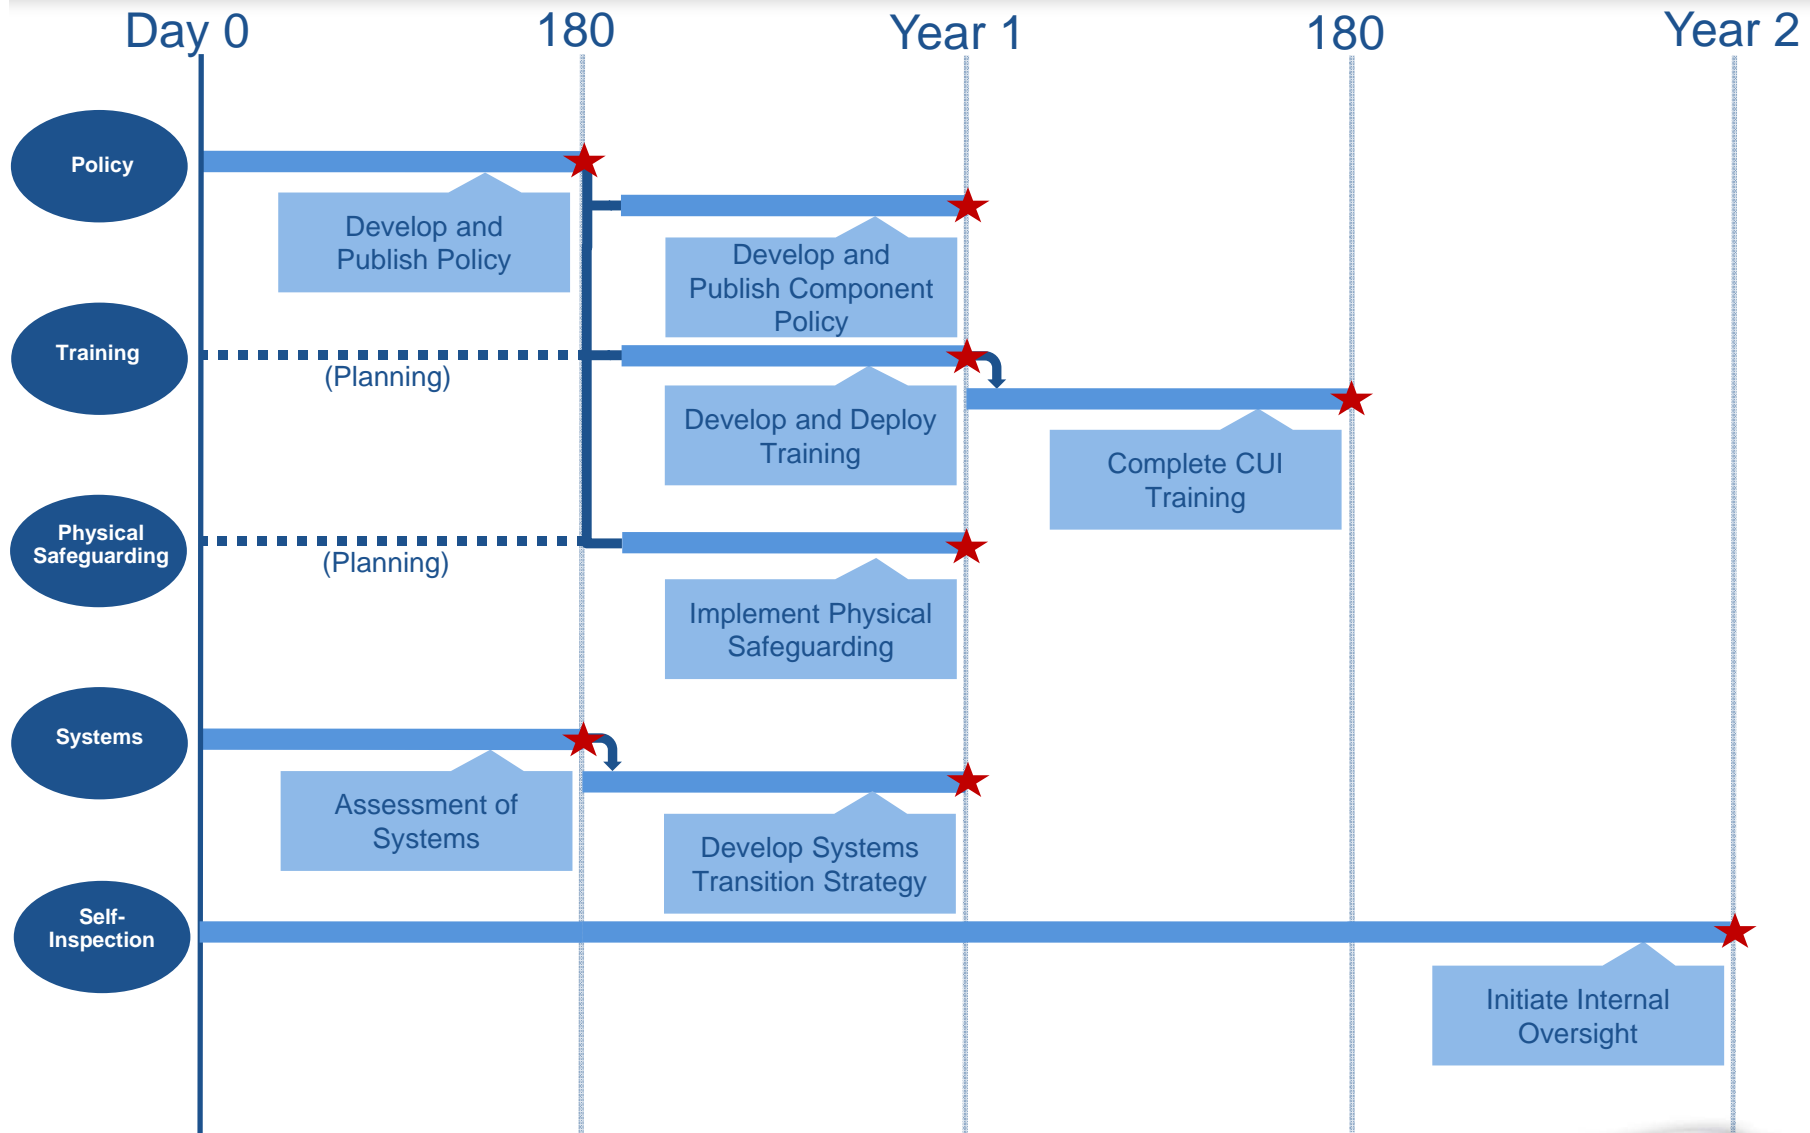 Day 0
180
Year 1
180
Year 2
Policy
Develop and
Publish Policy
Develop and
Publish Component
Policy
Training
(Planning)
Develop and Deploy
Training
Complete CUI
Training
Physical
Safeguarding
(Planning)
Implement Physical
Safeguarding
Systems
Assessment of
Systems
Develop Systems
Transition Strategy
Self-
Inspection
Initiate Internal
Oversight